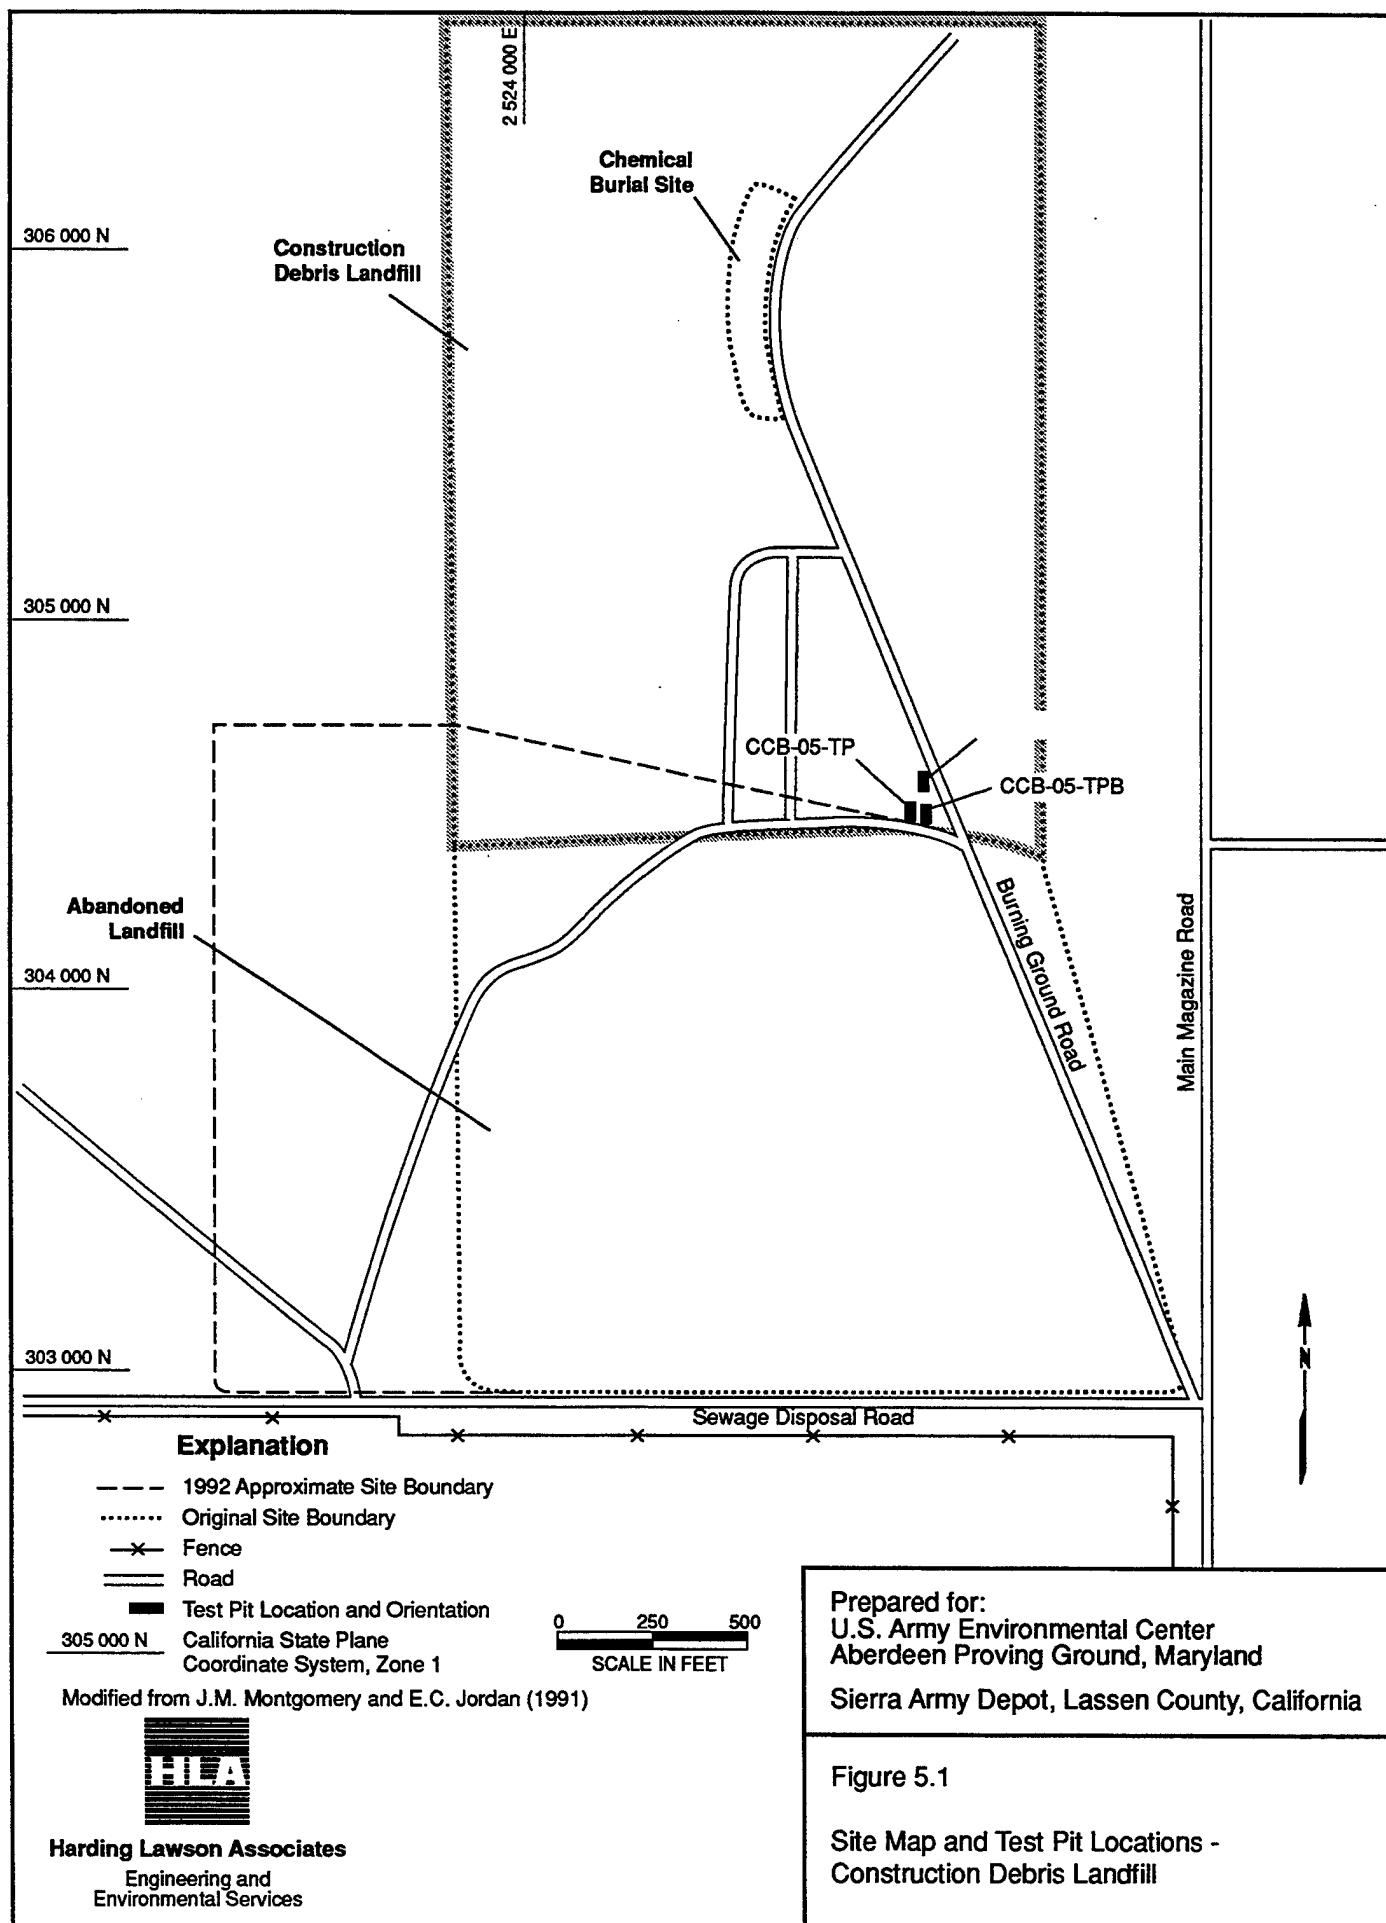 2 524 000 E
Chemical
Burial Site
306 000 N
Construction
Debris Landfill
305 000 N
CCB-05-TP
CCB-05-TPB
Abandoned
Landfill
Burning Ground Road
Main Magazine Road
304 000 N
303 000 N
N
Sewage Disposal Road
Explanation
1992 Approximate Site Boundary
Original Site Boundary
Fence
Road
Test Pit Location and Orientation
305 000 N
California State Plane
Coordinate System, Zone 1
0 250 500
SCALE IN FEET
Modified from J.M. Montgomery and E.C. Jordan (1991)
HLA
Harding Lawson Associates
Engineering and
Environmental Services
Prepared for:
U.S. Army Environmental Center
Aberdeen Proving Ground, Maryland
Sierra Army Depot, Lassen County, California
Figure 5.1
Site Map and Test Pit Locations -
Construction Debris Landfill